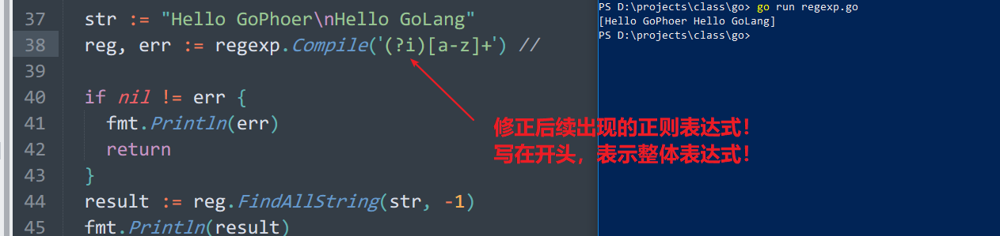 37 str := "Hello GoPhoer\nHello GoLang"
38 reg, err := regexp.Compile(`(?i)[a-z]+`) //
39
40 if nil != err {
41 fmt.Println(err)
42 return
43 }
44 result := reg.FindAllString(str, -1)
45 fmt.Println(result)
修正后续出现的正则表达式！
写在开头，表示整体表达式！
PS D:\projects\class\go> go run regexp.go
[Hello GoPhoer Hello GoLang]
PS D:\projects\class\go>